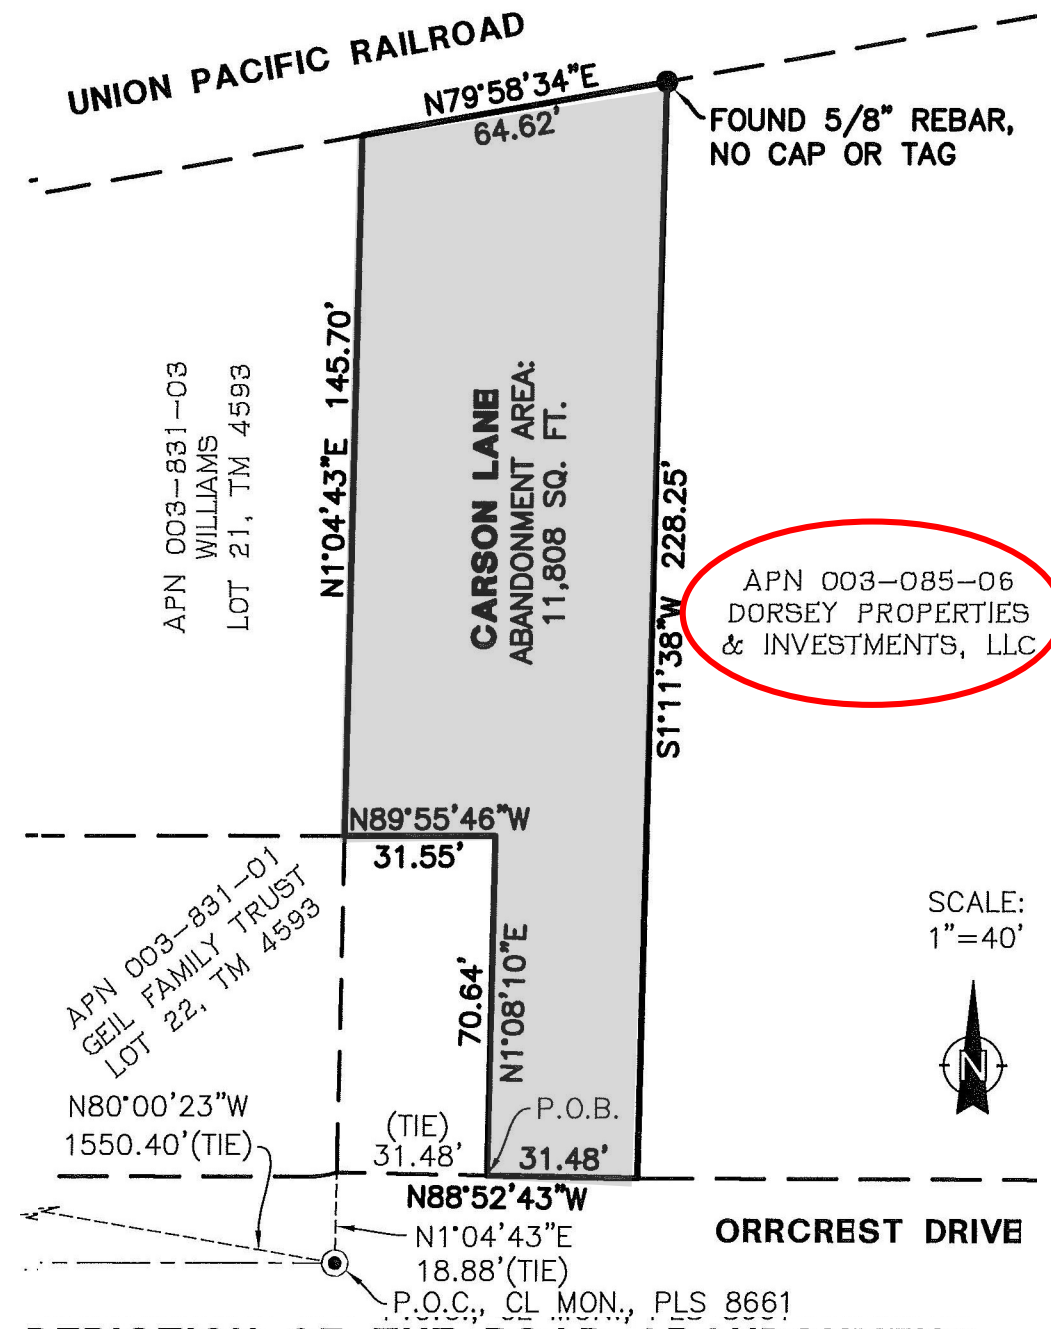 UNION PACIFIC RAILROAD
N79°58'34"E
64.62'
FOUND 5/8" REBAR,
NO CAP OR TAG
N1°04'43"E 145.70'
APN 003-831-03
WILLIAMS
LOT 21, TM 4593
CARSON LANE
ABANDONMENT AREA:
11,808 SQ. FT.
S1°11'38"W 228.25'
APN 003-085-06
DORSEY PROPERTIES
& INVESTMENTS, LLC
N89°55'46"W
31.55'
APN 003-831-01
GEIL FAMILY TRUST
LOT 22, TM 4593
70.64'
N1°08'10"E
SCALE:
1"=40'
N
N80°00'23"W
1550.40'(TIE)
(TIE)
31.48'
P.O.B.
31.48'
N88°52'43"W
ORRCREST DRIVE
N1°04'43"E
18.88'(TIE)
P.O.C., CL MON., PLS 8661